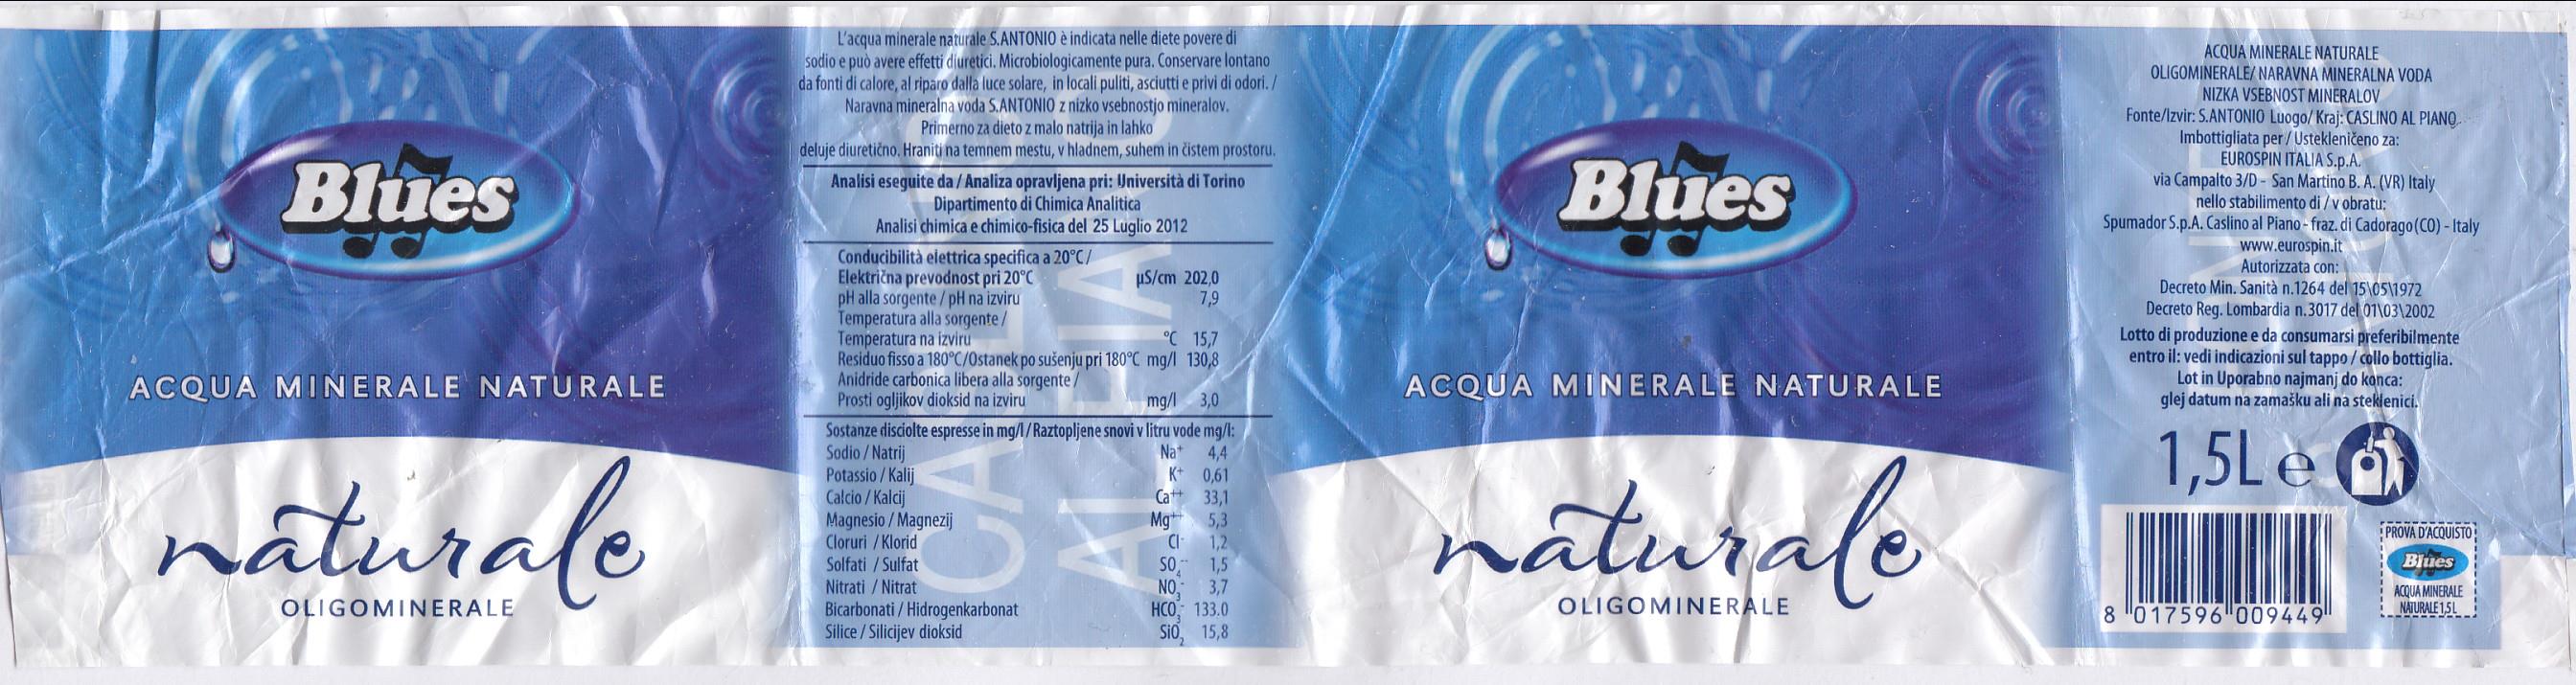 Blues
ACQUA MINERALE NATURALE
naturale
OLIGOMINERALE
L'acqua minerale naturale S.ANTONIO è indicata nelle diete povere di
sodio e può avere effetti diuretici. Microbiologicamente pura. Conservare lontano
da fonti di calore, al riparo dalla luce solare, in locali puliti, asciutti e privi di odori. /
Naravna mineralna voda S.ANTONIO z nizko vsebnostjo mineralov.
Primerno za dieto z malo natrija in lahko
deluje diuretično. Hraniti na temnem mestu, v hladnem, suhem in čistem prostoru.
Analisi eseguite da / Analiza opravljena pri: Università di Torino
Dipartimento di Chimica Analitica
Analisi chimica e chimico-fisica del 25 Luglio 2012
Conducibilità elettrica specifica a 20°C /
Električna prevodnost pri 20°C µS/cm 202,0
pH alla sorgente / pH na izviru 7,9
Temperatura alla sorgente /
Temperatura na izviru °C 15,7
Residuo fisso a 180°C/Ostanek po sušenju pri 180°C mg/l 130,8
Anidride carbonica libera alla sorgente /
Prosti ogljikov dioksid na izviru mg/l 3,0
Sostanze disciolte espresse in mg/l / Raztopljene snovi v litru vode mg/l:
Sodio / Natrij Na⁺ 4,4
Potassio / Kalij K⁺ 0,61
Calcio / Kalcij Ca⁺⁺ 33,1
Magnesio / Magnezij Mg⁺⁺ 5,3
Cloruri / Klorid Cl⁻ 1,2
Solfati / Sulfat SO₄⁻⁻ 1,5
Nitrati / Nitrat NO₃⁻ 3,7
Bicarbonati / Hidrogenkarbonat HCO₃⁻ 133.0
Silice / Silicijev dioksid SiO₂ 15,8
Blues
ACQUA MINERALE NATURALE
naturale
OLIGOMINERALE
ACQUA MINERALE NATURALE
OLIGOMINERALE/ NARAVNA MINERALNA VODA
NIZKA VSEBNOST MINERALOV
Fonte/Izvir: S.ANTONIO Luogo/ Kraj: CASLINO AL PIANO
Imbottigliata per / Ustekleničeno za:
EUROSPIN ITALIA S.p.A.
via Campalto 3/D - San Martino B. A. (VR) Italy
nello stabilimento di / v obratu:
Spumador S.p.A. Caslino al Piano - fraz. di Cadorago (CO) - Italy
www.eurospin.it
Autorizzata con:
Decreto Min. Sanità n.1264 del 15\05\1972
Decreto Reg. Lombardia n.3017 del 01\03\2002
Lotto di produzione e da consumarsi preferibilmente
entro il: vedi indicazioni sul tappo / collo bottiglia.
Lot in Uporabno najmanj do konca:
glej datum na zamašku ali na steklenici.
1,5L e
8 017596 009449
PROVA D'ACQUISTO
Blues
ACQUA MINERALE
NATURALE 1,5 L